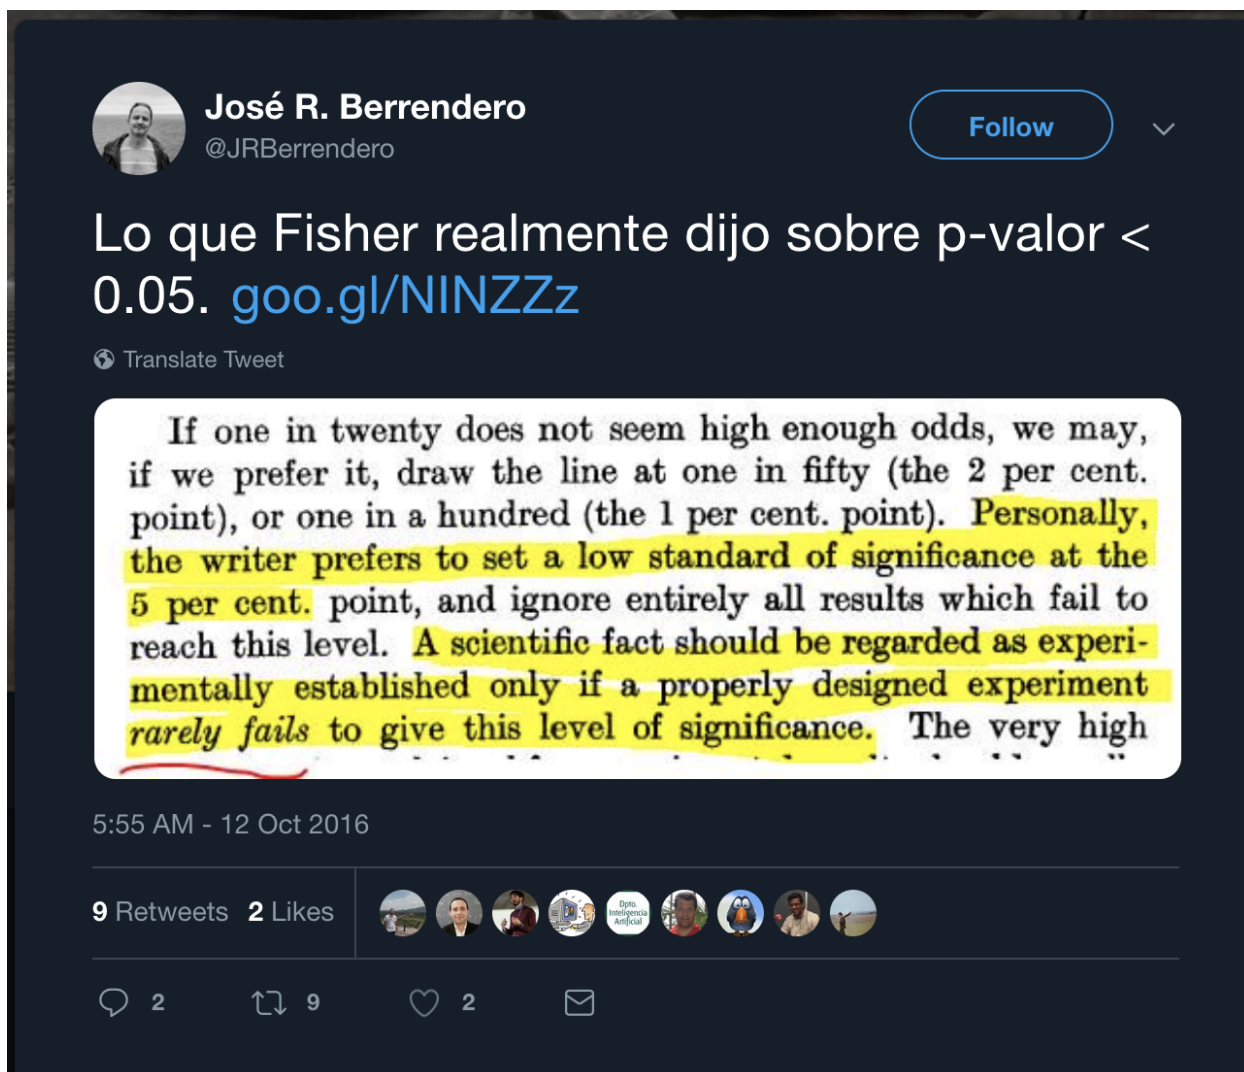 José R. Berrendero
@JRBerrendero
Follow
Lo que Fisher realmente dijo sobre p-valor <
0.05. goo.gl/NINZZz
Translate Tweet
If one in twenty does not seem high enough odds, we may,
if we prefer it, draw the line at one in fifty (the 2 per cent.
point), or one in a hundred (the 1 per cent. point). Personally,
the writer prefers to set a low standard of significance at the
5 per cent. point, and ignore entirely all results which fail to
reach this level. A scientific fact should be regarded as experi-
mentally established only if a properly designed experiment
rarely fails to give this level of significance. The very high
5:55 AM - 12 Oct 2016
9 Retweets 2 Likes
Dpto.
Inteligencia
Artificial
2 9 2